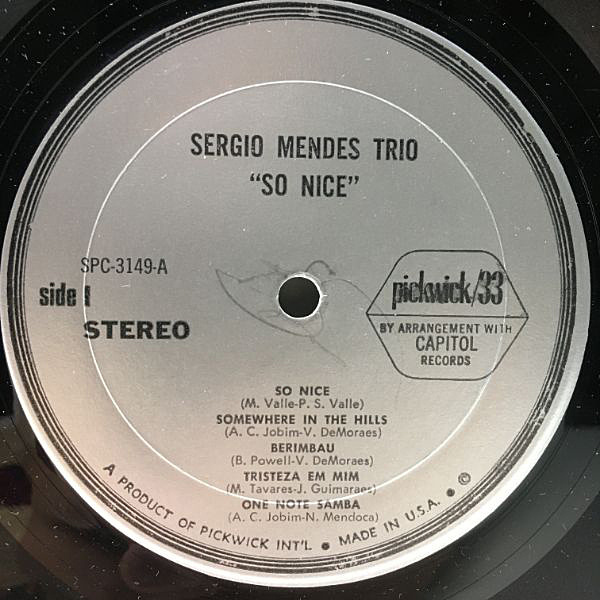 SERGIO MENDES TRIO
“SO NICE”
SPC-3149-A
side 1
STEREO
pickwick/33
BY ARRANGEMENT WITH
CAPITOL
RECORDS
SO NICE
(M. Valle-P. S. Valle)
SOMEWHERE IN THE HILLS
(A. C. Jobim-V. DeMoraes)
BERIMBAU
(B. Powell-V. DeMoraes)
TRISTEZA EM MIM
(M. Tavares-J. Guimaraes)
ONE NOTE SAMBA
(A. C. Jobim-N. Mendoca)
A PRODUCT OF PICKWICK INT'L • MADE IN U.S.A. • ©